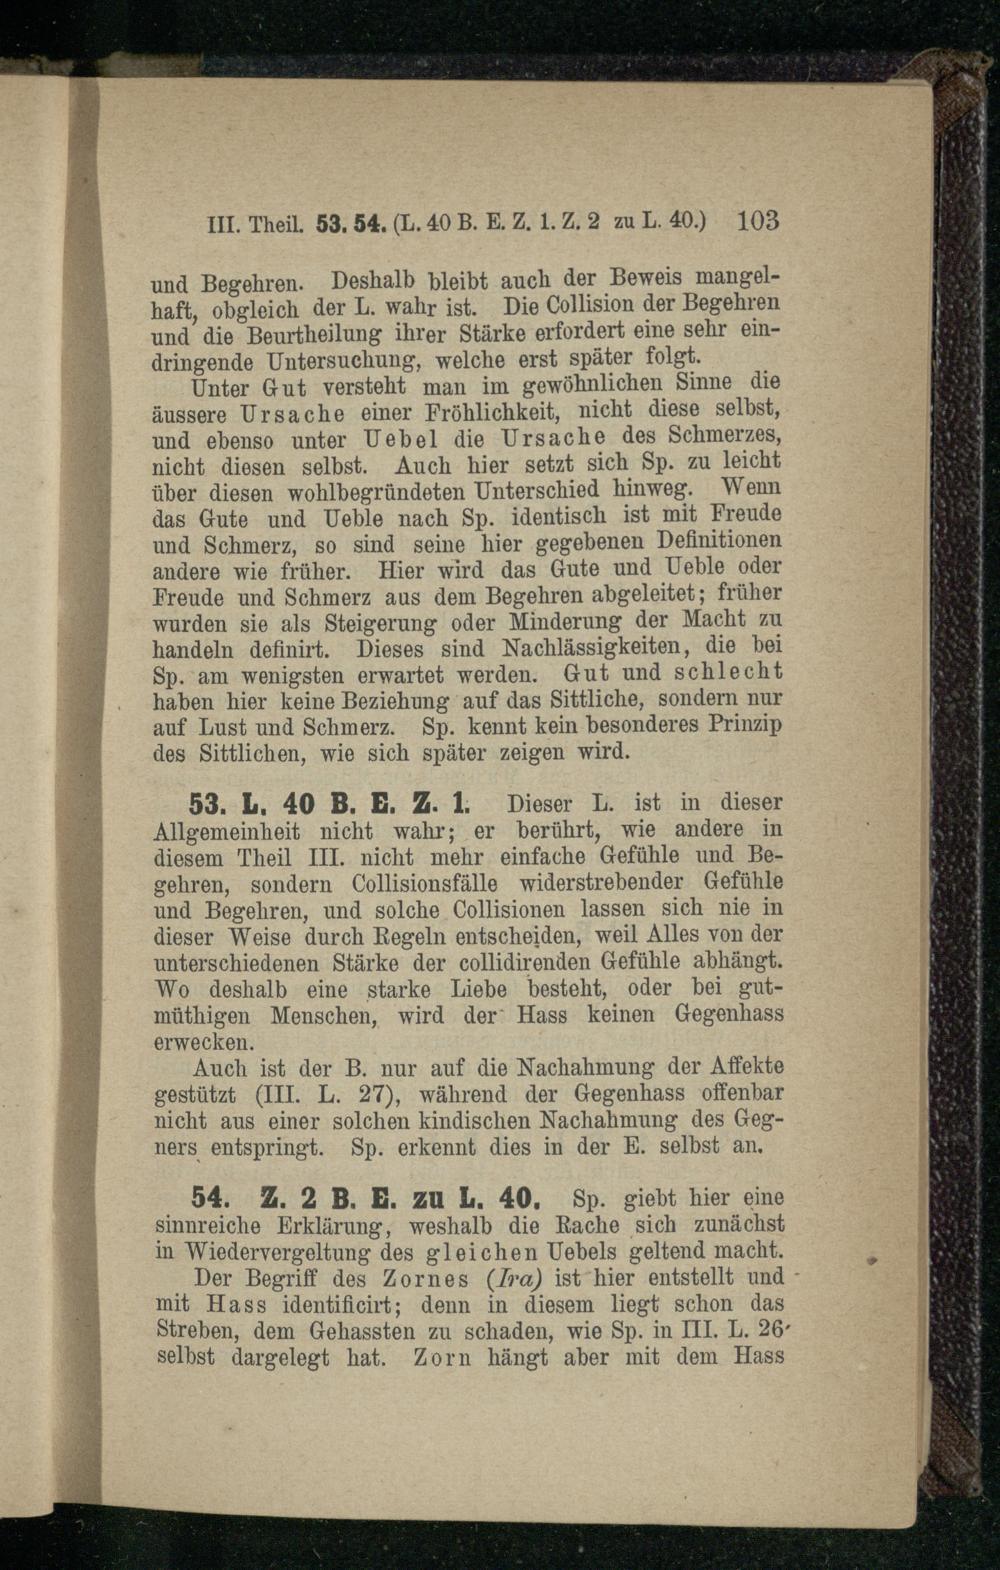 III. Theil. 53. 54. (L. 40 B. E. Z. 1. Z. 2 zu L. 40.) 103
und Begehren. Deshalb bleibt auch der Beweis mangel-
haft, obgleich der L. wahr ist. Die Collision der Begehren
und die Beurtheilung ihrer Stärke erfordert eine sehr ein-
dringende Untersuchung, welche erst später folgt.
Unter Gut versteht man im gewöhnlichen Sinne die
äussere Ursache einer Fröhlichkeit, nicht diese selbst,
und ebenso unter Uebel die Ursache des Schmerzes,
nicht diesen selbst. Auch hier setzt sich Sp. zu leicht
über diesen wohlbegründeten Unterschied hinweg. Wenn
das Gute und Ueble nach Sp. identisch ist mit Freude
und Schmerz, so sind seine hier gegebenen Definitionen
andere wie früher. Hier wird das Gute und Ueble oder
Freude und Schmerz aus dem Begehren abgeleitet; früher
wurden sie als Steigerung oder Minderung der Macht zu
handeln definirt. Dieses sind Nachlässigkeiten, die bei
Sp. am wenigsten erwartet werden. Gut und schlecht
haben hier keine Beziehung auf das Sittliche, sondern nur
auf Lust und Schmerz. Sp. kennt kein besonderes Prinzip
des Sittlichen, wie sich später zeigen wird.
53. L. 40 B. E. Z. 1. Dieser L. ist in dieser
Allgemeinheit nicht wahr; er berührt, wie andere in
diesem Theil III. nicht mehr einfache Gefühle und Be-
gehren, sondern Collisionsfälle widerstrebender Gefühle
und Begehren, und solche Collisionen lassen sich nie in
dieser Weise durch Regeln entscheiden, weil Alles von der
unterschiedenen Stärke der collidirenden Gefühle abhängt.
Wo deshalb eine starke Liebe besteht, oder bei gut-
müthigen Menschen, wird der Hass keinen Gegenhass
erwecken.
Auch ist der B. nur auf die Nachahmung der Affekte
gestützt (III. L. 27), während der Gegenhass offenbar
nicht aus einer solchen kindischen Nachahmung des Geg-
ners entspringt. Sp. erkennt dies in der E. selbst an.
54. Z. 2 B. E. zu L. 40. Sp. giebt hier eine
sinnreiche Erklärung, weshalb die Rache sich zunächst
in Wiedervergeltung des gleichen Uebels geltend macht.
Der Begriff des Zornes (Ira) ist hier entstellt und
mit Hass identificirt; denn in diesem liegt schon das
Streben, dem Gehassten zu schaden, wie Sp. in III. L. 26
selbst dargelegt hat. Zorn hängt aber mit dem Hass